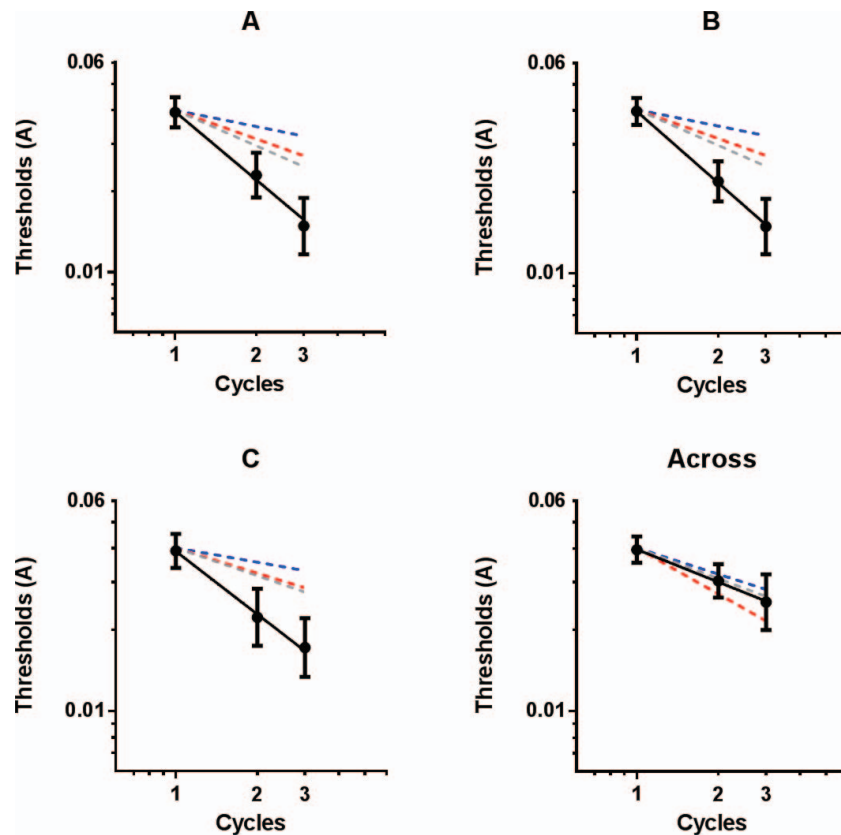 A
0.06
0.01
Thresholds (A)
1 2 3
Cycles
B
0.06
0.01
Thresholds (A)
1 2 3
Cycles
C
0.06
0.01
Thresholds (A)
1 2 3
Cycles
Across
0.06
0.01
Thresholds (A)
1 2 3
Cycles